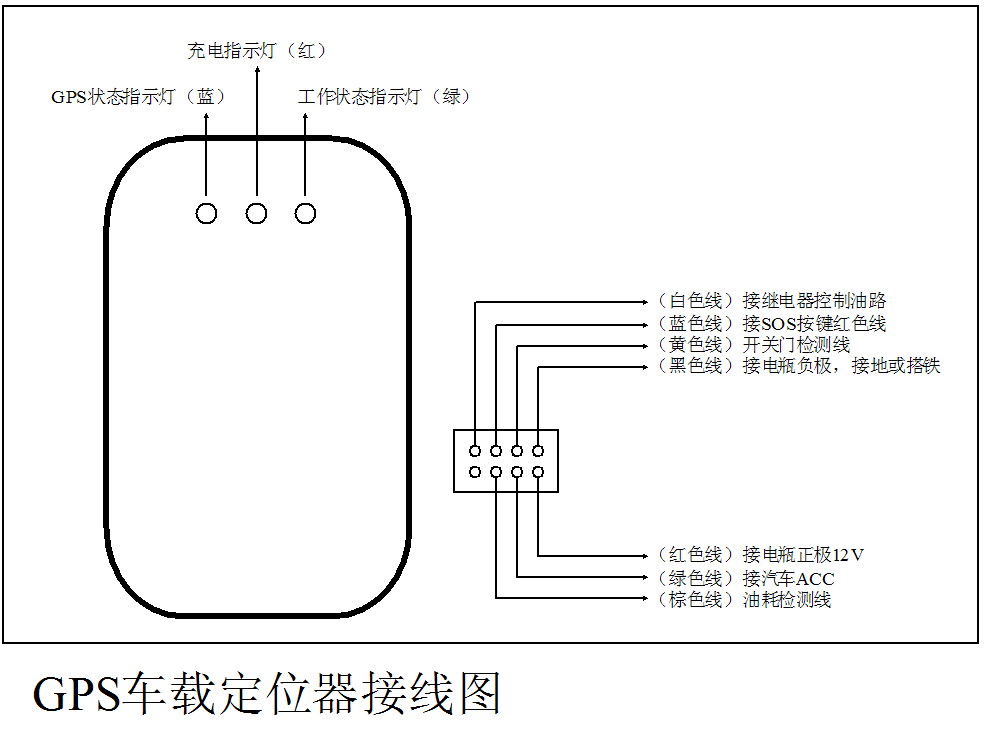 充电指示灯（红）
GPS状态指示灯（蓝）
工作状态指示灯（绿）
（白色线）接继电器控制油路
（蓝色线）接SOS按键红色线
（黄色线）开关门检测线
（黑色线）接电瓶负极，接地或搭铁
（红色线）接电瓶正极12V
（绿色线）接汽车ACC
（棕色线）油耗检测线
GPS车载定位器接线图